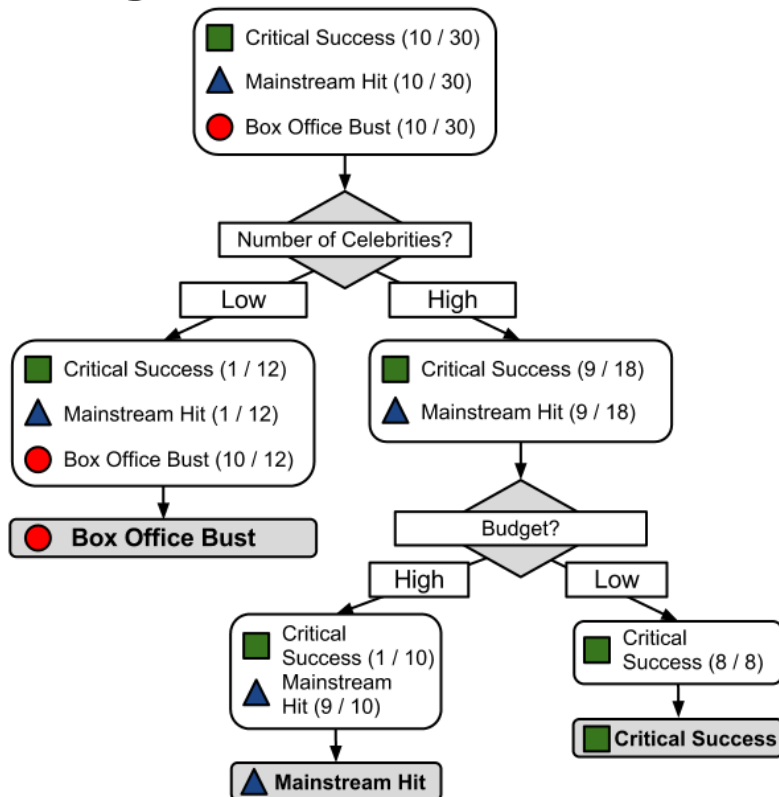 Critical Success (10 / 30)
Mainstream Hit (10 / 30)
Box Office Bust (10 / 30)
Number of Celebrities?
Low
High
Critical Success (1 / 12)
Mainstream Hit (1 / 12)
Box Office Bust (10 / 12)
Critical Success (9 / 18)
Mainstream Hit (9 / 18)
Box Office Bust
Budget?
High
Low
Critical
Success (1 / 10)
Mainstream
Hit (9 / 10)
Critical
Success (8 / 8)
Mainstream Hit
Critical Success